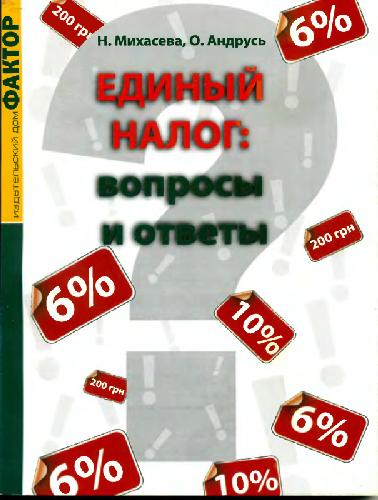 200 грн
6%
Н. Михасева, О. Андрусь
ИЗДАТЕЛЬСКИЙ ДОМ
ФАКТОР
ЕДИНЫЙ
НАЛОГ:
вопросы
и ответы
200 грн
6%
10%
200 грн
6%
6%
10%